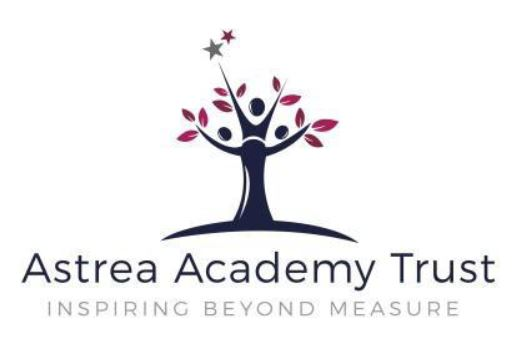 Astrea Academy Trust
INSPIRING BEYOND MEASURE